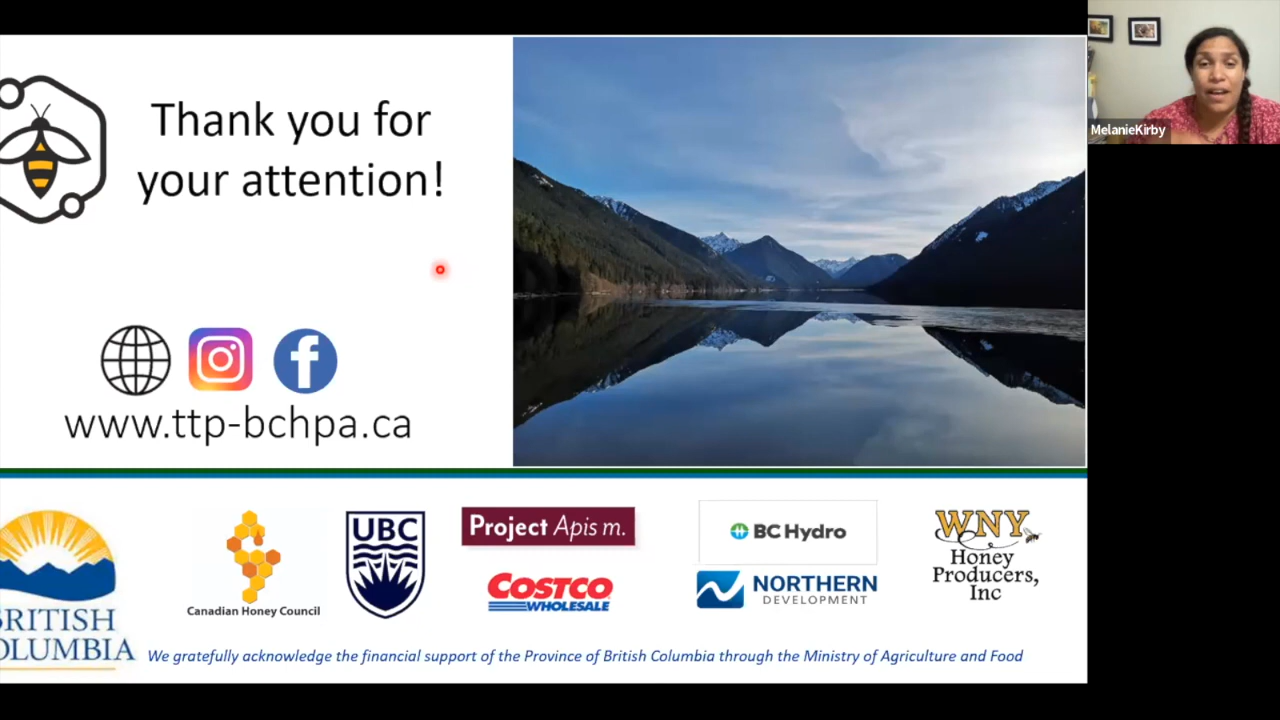 Thank you for
your attention!
MelanieKirby
www.ttp-bchpa.ca
BRITISH
COLUMBIA
Canadian Honey Council
UBC
Project Apis m.
COSTCO
WHOLESALE
BC Hydro
NORTHERN
DEVELOPMENT
WNY
Honey
Producers,
Inc
We gratefully acknowledge the financial support of the Province of British Columbia through the Ministry of Agriculture and Food